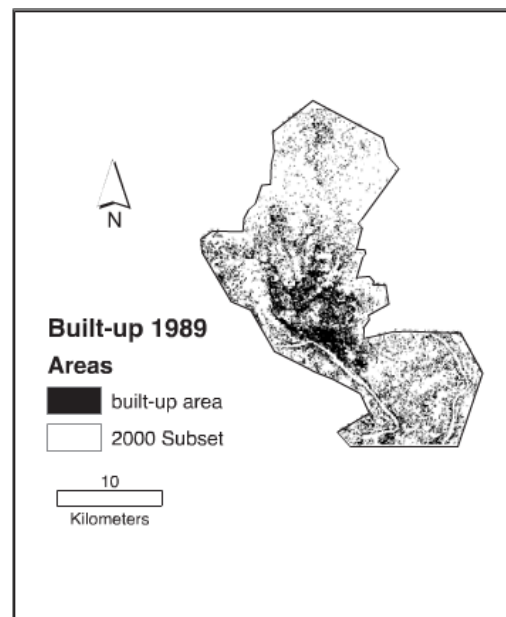 N
Built-up 1989
Areas
built-up area
2000 Subset
10
Kilometers